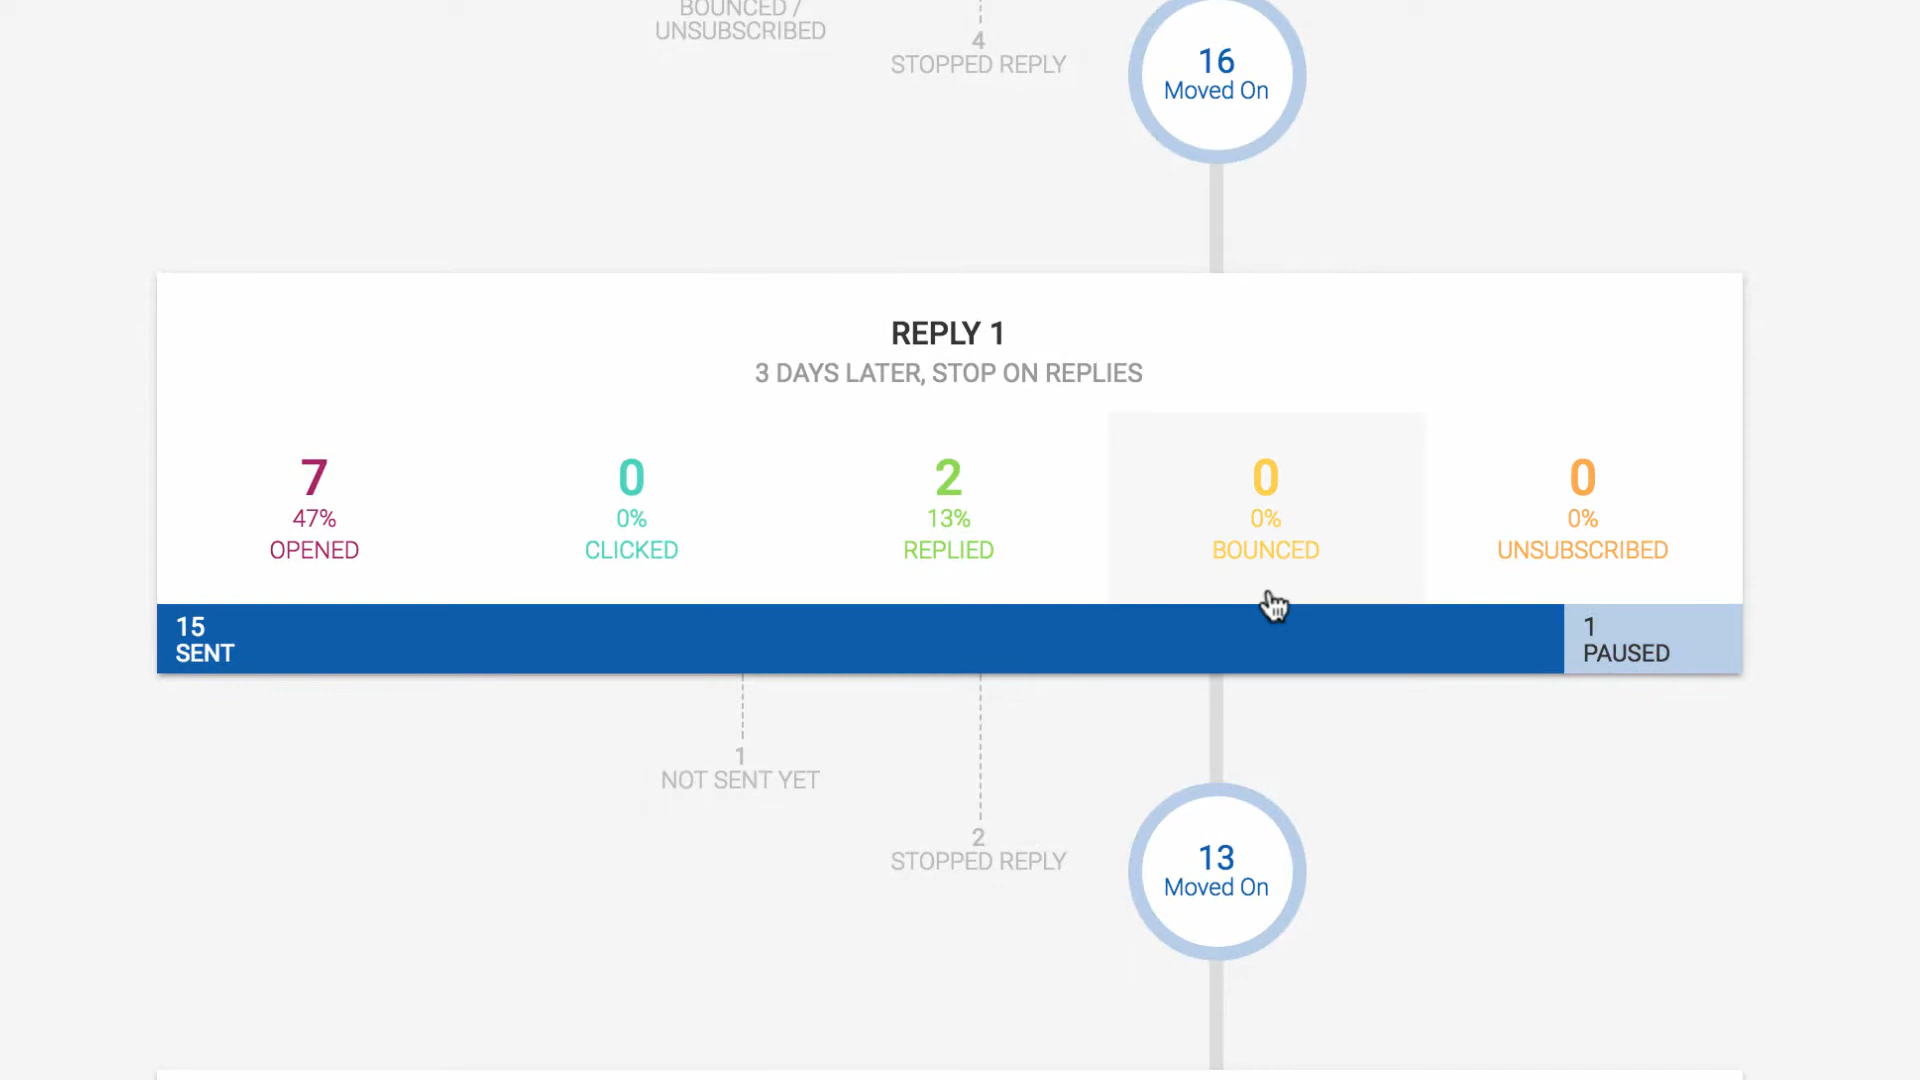 BOUNCED /
UNSUBSCRIBED
4
STOPPED REPLY
16
Moved On
REPLY 1
3 DAYS LATER, STOP ON REPLIES
7
47%
OPENED
0
0%
CLICKED
2
13%
REPLIED
0
0%
BOUNCED
0
0%
UNSUBSCRIBED
15
SENT
1
PAUSED
1
NOT SENT YET
2
STOPPED REPLY
13
Moved On